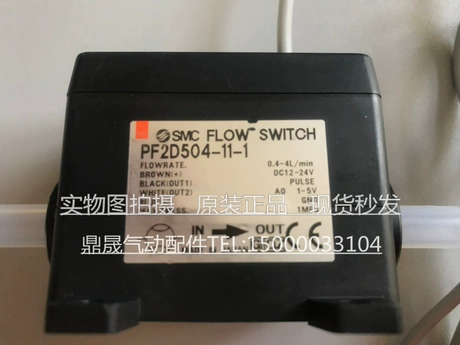 SMC FLOW SWITCH
PF2D504-11-1
FLOWRATE. 0.4-4L/min
BROWN(+) DC12-24V
BLACK(OUT1) PULSE
WHITE(OUT2) AO 1-5V
实物图拍摄 原装正品 现货秒发
IN OUT
鼎晟气动配件TEL:15000033104